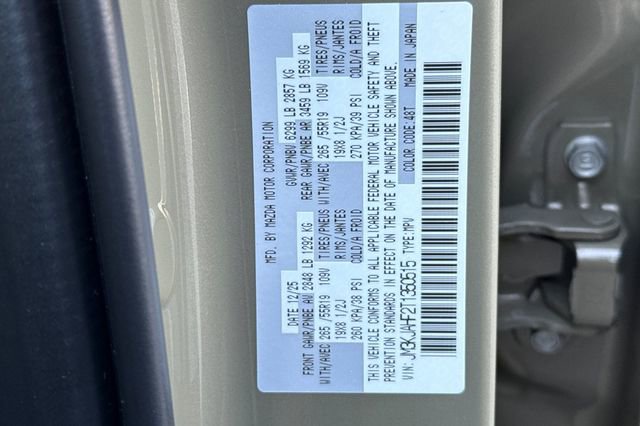 MFD. BY MAZDA MOTOR CORPORATION
DATE 12/25 GVWR/PNBV 6299 LB 2857 KG
FRONT GAWR/PNBE AV 2848 LB 1292 KG REAR GAWR/PNBE AR 3459 LB 1569 KG
WITH/AVEC 265 /55R19 109V TIRES/PNEUS WITH/AVEC 265 /55R19 109V TIRES/PNEUS
19X8 1/2J RIMS/JANTES 19X8 1/2J RIMS/JANTES
260 KPA/38 PSI COLD/A FROID 270 KPA/39 PSI COLD/A FROID
THIS VEHICLE CONFORMS TO ALL APPLICABLE FEDERAL MOTOR VEHICLE SAFETY AND THEFT
PREVENTION STANDARDS IN EFFECT ON THE DATE OF MANUFACTURE SHOWN ABOVE.
VIN: JM3KJAHF2T1360615 TYPE:MPV COLOR CODE:48T MADE IN JAPAN